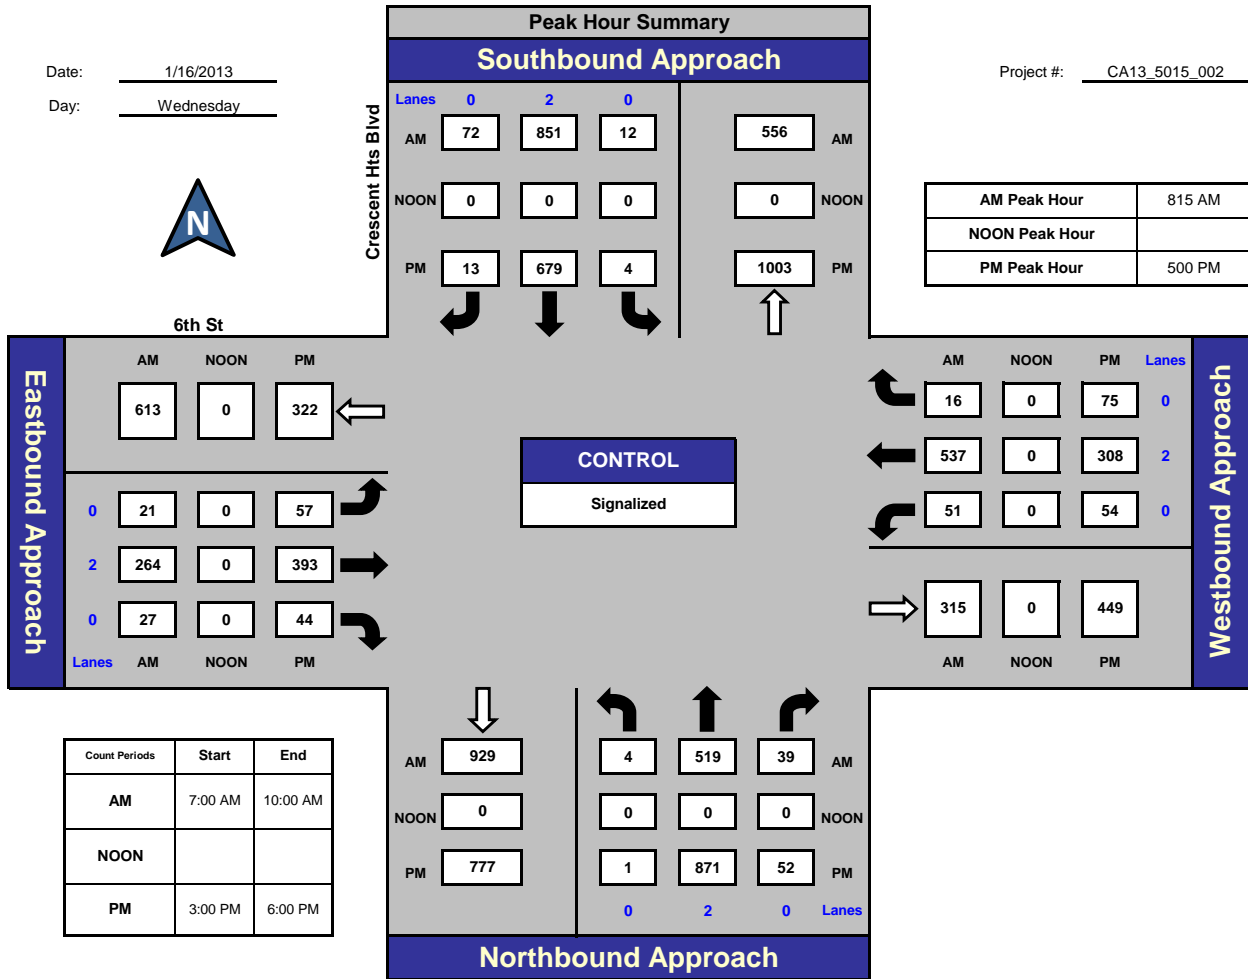 Peak Hour Summary
Southbound Approach
Date: 1/16/2013
Project #: CA13_5015_002
Day: Wednesday
Crescent Hts Blvd
Lanes 0 2 0
AM 72 851 12 556 AM
NOON 0 0 0 0 NOON
PM 13 679 4 1003 PM
N
AM Peak Hour 815 AM
NOON Peak Hour
PM Peak Hour 500 PM
6th St
Eastbound Approach
AM NOON PM
613 0 322
0 21 0 57
2 264 0 393
0 27 0 44
Lanes AM NOON PM
CONTROL
Signalized
AM NOON PM Lanes
16 0 75 0
537 0 308 2
51 0 54 0
315 0 449
AM NOON PM
Westbound Approach
Count Periods Start End
AM 7:00 AM 10:00 AM
NOON
PM 3:00 PM 6:00 PM
AM 929 4 519 39 AM
NOON 0 0 0 0 NOON
PM 777 1 871 52 PM
0 2 0 Lanes
Northbound Approach